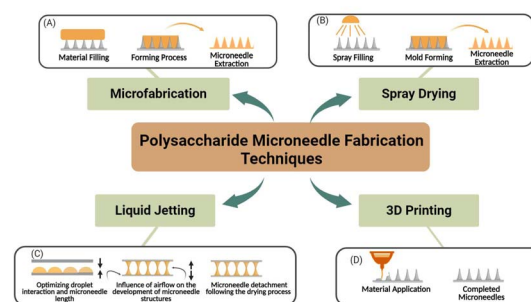 (A)
Material Filling
Forming Process
Microneedle
Extraction
(B)
Spray Filling
Mold Forming
Microneedle
Extraction
Microfabrication
Spray Drying
Polysaccharide Microneedle Fabrication
Techniques
Liquid Jetting
3D Printing
(C)
Optimizing droplet
interaction and microneedle
length
Influence of airflow on the
development of microneedle
structures
Microneedle detachment
following the drying process
(D)
Material Application
Completed
Microneedles